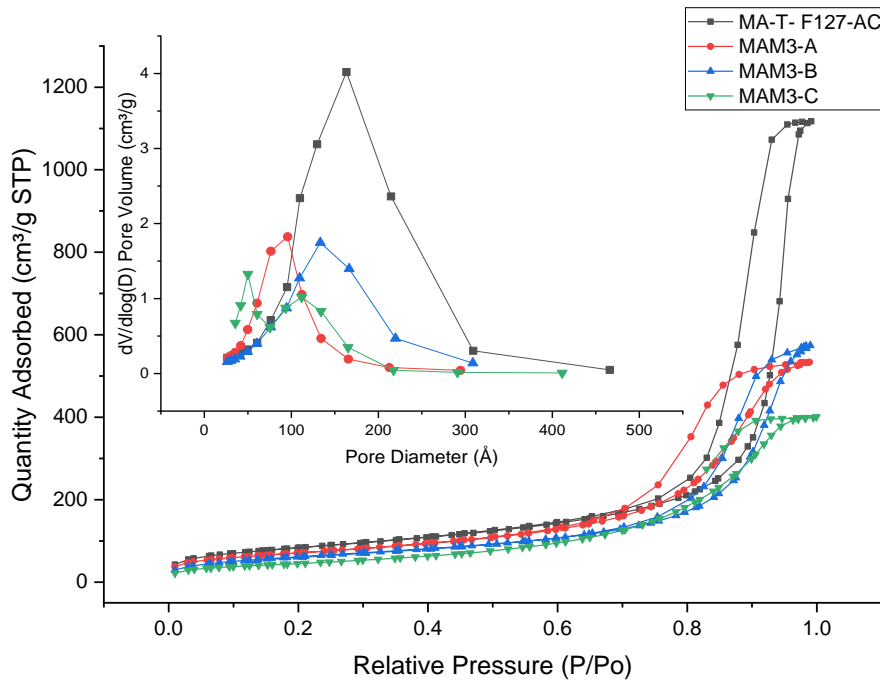 MA-T- F127-AC
MAM3-A
MAM3-B
MAM3-C
Quantity Adsorbed (cm³/g STP)
1200
1000
800
600
400
200
0
0.0 0.2 0.4 0.6 0.8 1.0
Relative Pressure (P/Po)
dV/dlog(D) Pore Volume (cm³/g)
4
3
2
1
0
0 100 200 300 400 500
Pore Diameter (Å)